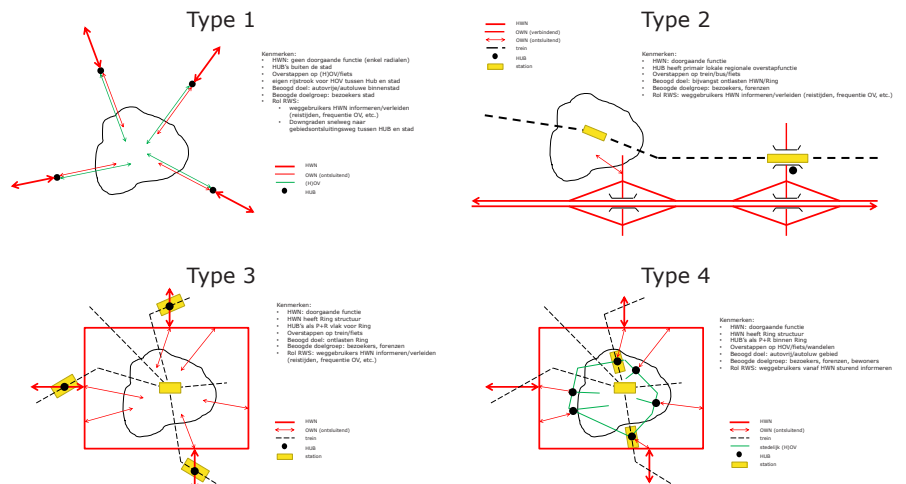 Type 1
Kenmerken:
• HWN: geen doorgaande functie (enkel radialen)
• HUB's buiten de stad
• Overstappen op (H)OV/fiets
• eigen rijstrook voor HOV tussen Hub en stad
• Beoogd doel: autovrije/autoluwe binnenstad
• Beoogde doelgroep: bezoekers stad
• Rol RWS:
• weggebruikers HWN informeren/verleiden
(reistijden, frequentie OV, etc.)
• Downgraden snelweg naar
gebiedsontsluitingsweg tussen HUB en stad
HWN
OWN (ontsluitend)
(H)OV
HUB
Type 2
HWN
OWN (verbindend)
OWN (ontsluitend)
trein
HUB
station
Kenmerken:
• HWN: doorgaande functie
• HUB heeft primair lokale regionale overstapfunctie
• Overstappen op trein/bus/fiets
• Beoogd doel: bijvangst ontlasten HWN/Ring
• Beoogde doelgroep: bezoekers, forenzen
• Rol RWS: weggebruikers HWN informeren/verleiden (reistijden, frequentie OV, etc.)
Type 3
Kenmerken:
• HWN: doorgaande functie
• HWN heeft Ring structuur
• HUB's als P+R vlak voor Ring
• Overstappen op trein/fiets
• Beoogd doel: ontlasten Ring
• Beoogde doelgroep: bezoekers, forenzen
• Rol RWS: weggebruikers HWN informeren/verleiden
(reistijden, frequentie OV, etc.)
HWN
OWN (ontsluitend)
trein
HUB
station
Type 4
Kenmerken:
• HWN: doorgaande functie
• HWN heeft Ring structuur
• HUB's als P+R binnen Ring
• Overstappen op HOV/fiets/wandelen
• Beoogd doel: autovrij/autoluw gebied
• Beoogde doelgroep: bezoekers, forenzen, bewoners
• Rol RWS: weggebruikers vanaf HWN sturend informeren
HWN
OWN (ontsluitend)
trein
stedelijk (H)OV
HUB
station